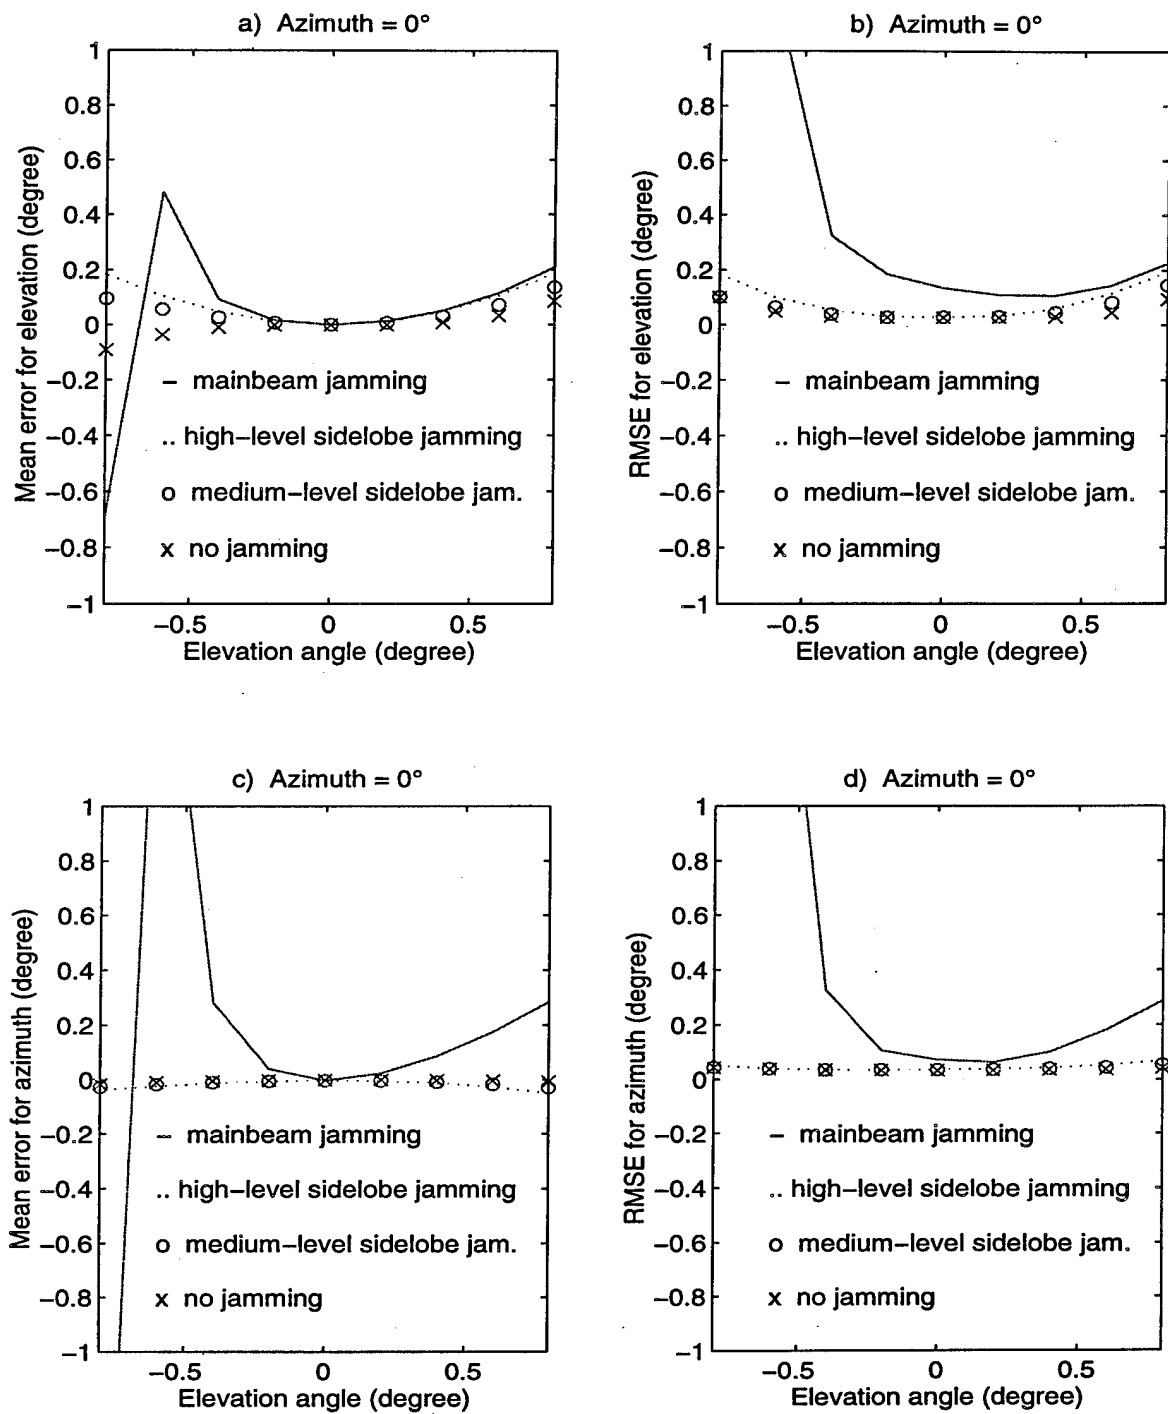 a) Azimuth = 0°
1
0.8
0.6
0.4
0.2
0
−0.2
−0.4
−0.6
−0.8
−1
Mean error for elevation (degree)
– mainbeam jamming
.. high–level sidelobe jamming
o medium–level sidelobe jam.
x no jamming
−0.5 0 0.5
Elevation angle (degree)
b) Azimuth = 0°
1
0.8
0.6
0.4
0.2
0
−0.2
−0.4
−0.6
−0.8
−1
RMSE for elevation (degree)
– mainbeam jamming
.. high–level sidelobe jamming
o medium–level sidelobe jam.
x no jamming
−0.5 0 0.5
Elevation angle (degree)
c) Azimuth = 0°
1
0.8
0.6
0.4
0.2
0
−0.2
−0.4
−0.6
−0.8
−1
Mean error for azimuth (degree)
– mainbeam jamming
.. high–level sidelobe jamming
o medium–level sidelobe jam.
x no jamming
−0.5 0 0.5
Elevation angle (degree)
d) Azimuth = 0°
1
0.8
0.6
0.4
0.2
0
−0.2
−0.4
−0.6
−0.8
−1
RMSE for azimuth (degree)
– mainbeam jamming
.. high–level sidelobe jamming
o medium–level sidelobe jam.
x no jamming
−0.5 0 0.5
Elevation angle (degree)